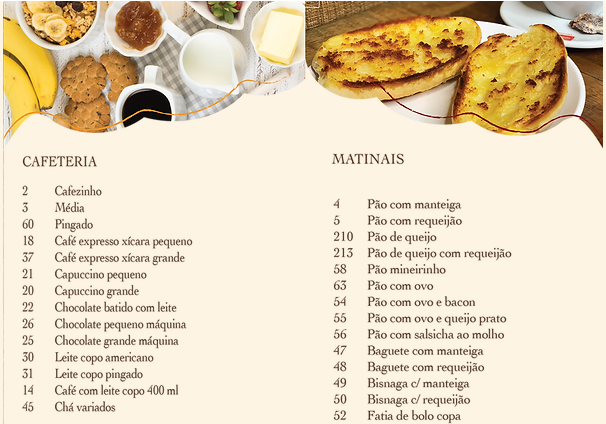 CAFETERIA
2 Cafezinho
3 Média
60 Pingado
18 Café expresso xícara pequeno
37 Café expresso xícara grande
21 Capuccino pequeno
20 Capuccino grande
22 Chocolate batido com leite
26 Chocolate pequeno máquina
25 Chocolate grande máquina
30 Leite copo americano
31 Leite copo pingado
14 Café com leite copo 400 ml
45 Chá variados
MATINAIS
4 Pão com manteiga
5 Pão com requeijão
210 Pão de queijo
213 Pão de queijo com requeijão
58 Pão mineirinho
63 Pão com ovo
54 Pão com ovo e bacon
55 Pão com ovo e queijo prato
56 Pão com salsicha ao molho
47 Baguete com manteiga
48 Baguete com requeijão
49 Bisnaga c/ manteiga
50 Bisnaga c/ requeijão
52 Fatia de bolo copa